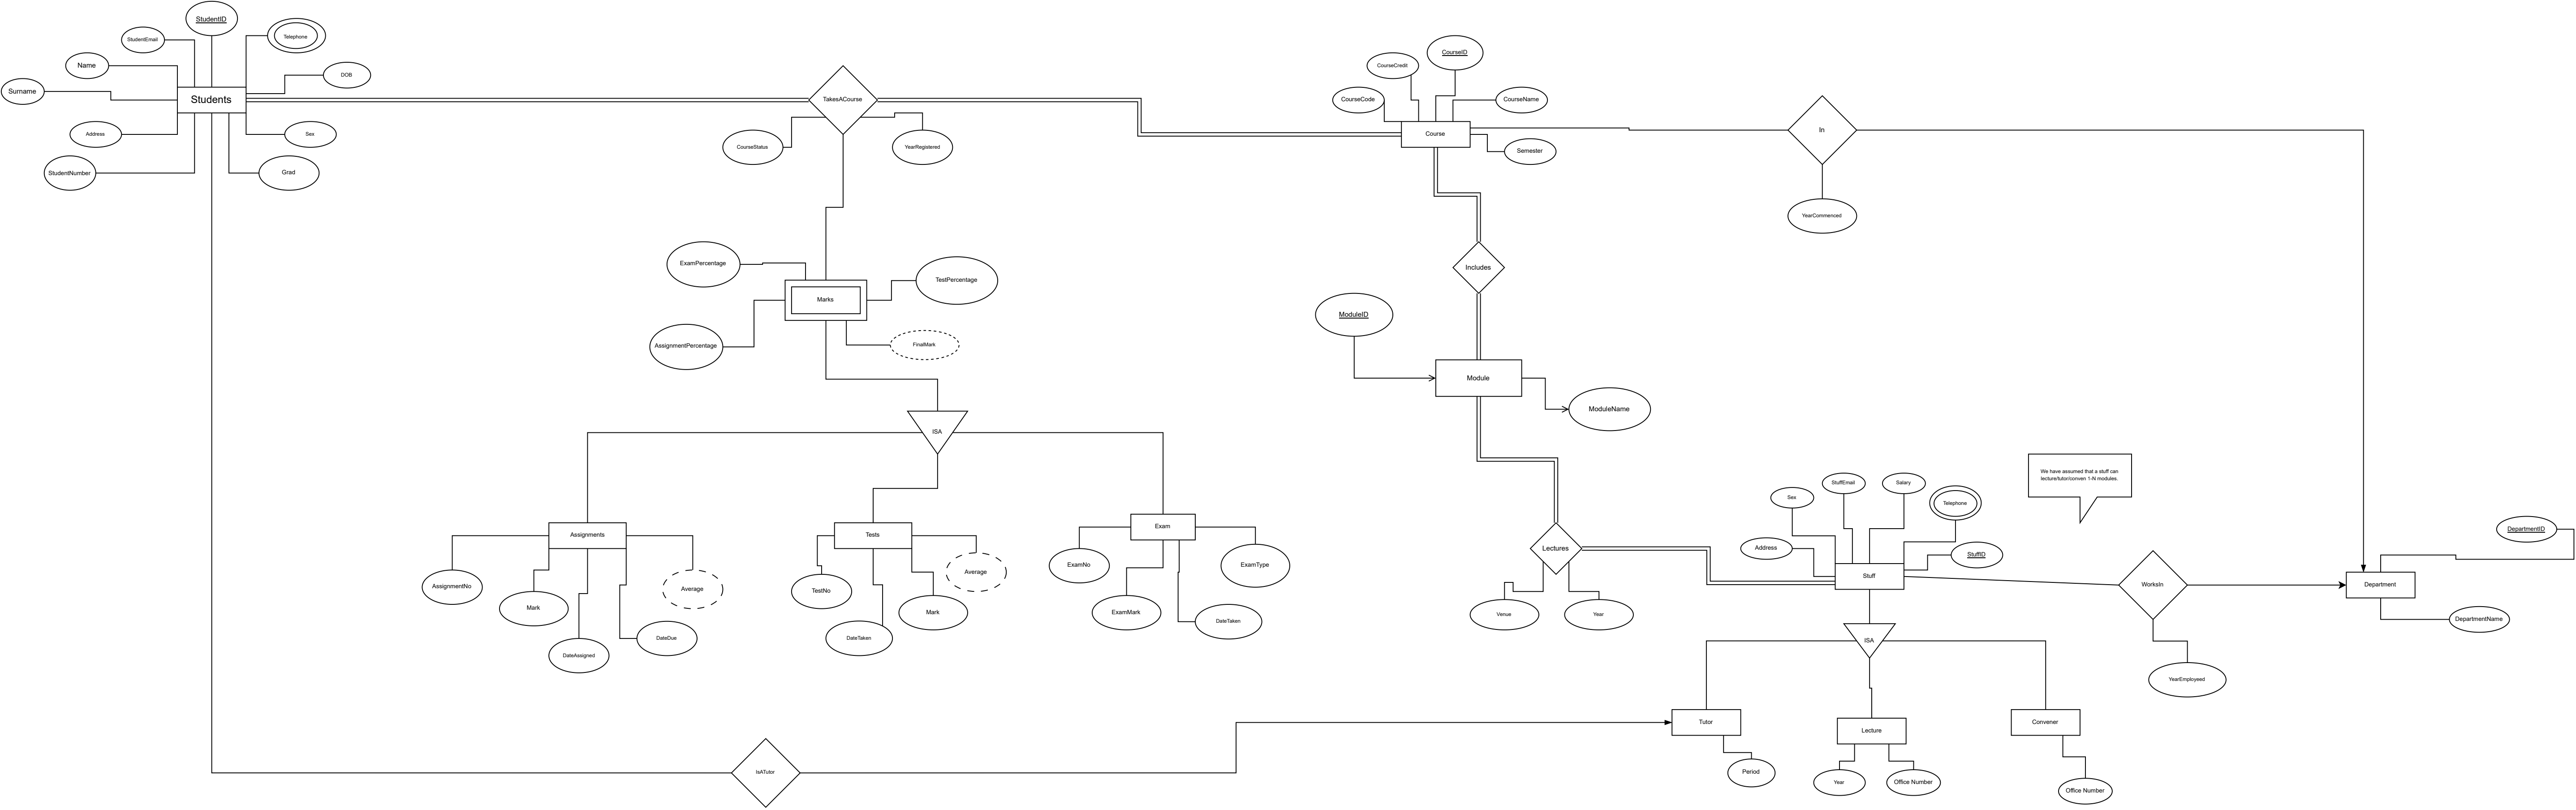 StudentID
StudentEmail
Telephone
Name
DOB
Surname
Students
Address
Sex
StudentNumber
Grad
TakesACourse
CourseStatus
YearRegistered
CourseID
CourseCredit
CourseCode
CourseName
Course
Semester
In
YearCommenced
Includes
ExamPercentage
TestPercentage
Marks
AssignmentPercentage
FinalMark
ModuleID
Module
ModuleName
ISA
Assignments
AssignmentNo
Mark
DateAssigned
DateDue
Average
Tests
TestNo
DateTaken
Mark
Average
Exam
ExamNo
ExamMark
DateTaken
ExamType
Lectures
Venue
Year
Sex
StuffEmail
Salary
Telephone
Address
StuffID
Stuff
We have assumed that a stuff can
lecture/tutor/conven 1-N modules.
WorksIn
YearEmployeed
DepartmentID
Department
DepartmentName
ISA
Tutor
Period
Lecture
Year
Office Number
Convener
Office Number
IsATutor